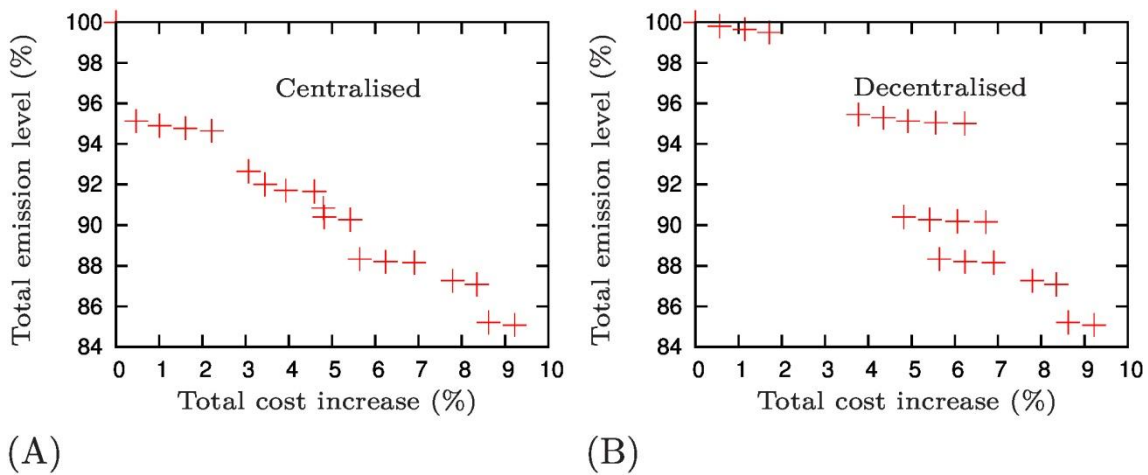 Total emission level (%)
100
98
96
94
92
90
88
86
84
Centralised
0 1 2 3 4 5 6 7 8 9 10
Total cost increase (%)
(A)
Total emission level (%)
100
98
96
94
92
90
88
86
84
Decentralised
0 1 2 3 4 5 6 7 8 9 10
Total cost increase (%)
(B)